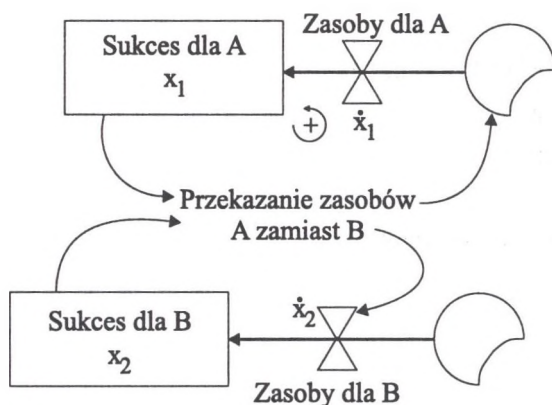 Sukces dla A
x1
Zasoby dla A
ẋ1
+
Przekazanie zasobów
A zamiast B
Sukces dla B
x2
ẋ2
Zasoby dla B